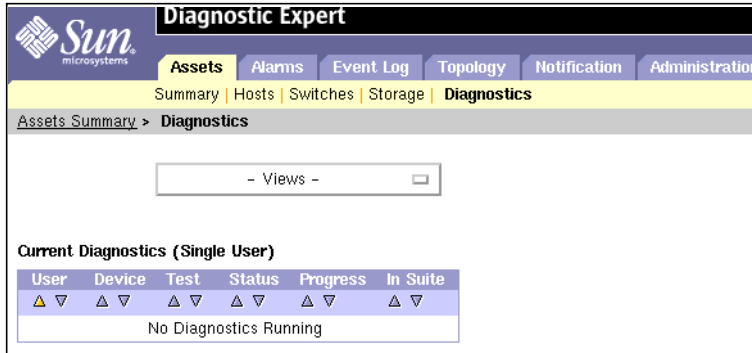 Diagnostic Expert
Sun
microsystems
Assets Alarms Event Log Topology Notification Administration
Summary | Hosts | Switches | Storage | Diagnostics
Assets Summary > Diagnostics
- Views -
Current Diagnostics (Single User)
User Device Test Status Progress In Suite
No Diagnostics Running